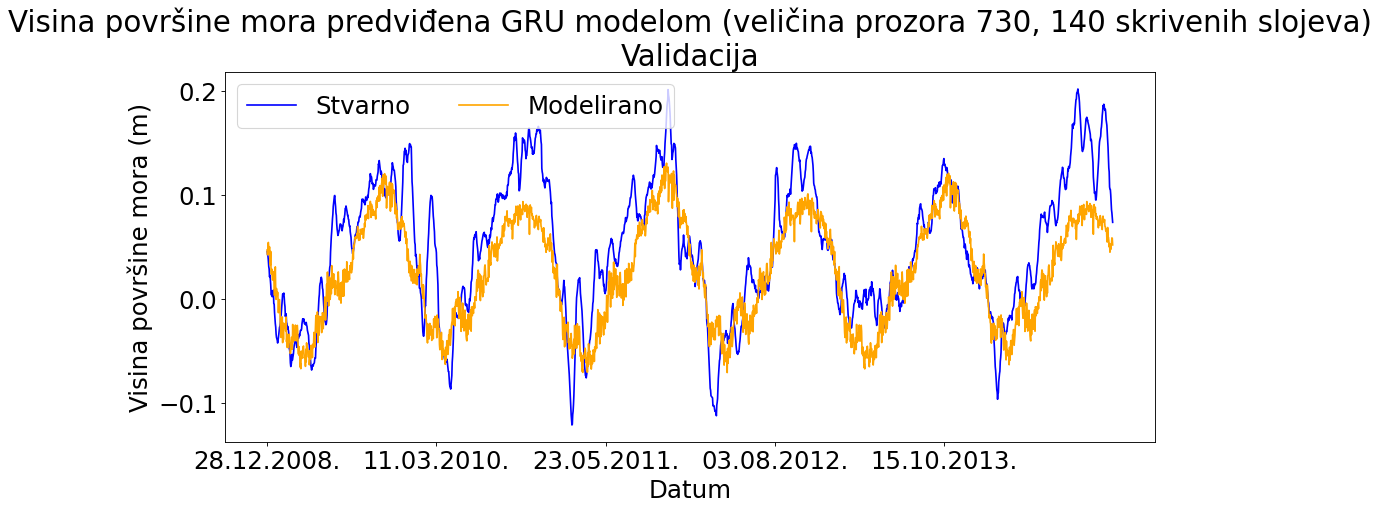 Visina površine mora predviđena GRU modelom (veličina prozora 730, 140 skrivenih slojeva)
Validacija
Stvarno Modelirano
Visina površine mora (m)
0.2
0.1
0.0
−0.1
28.12.2008. 11.03.2010. 23.05.2011. 03.08.2012. 15.10.2013.
Datum